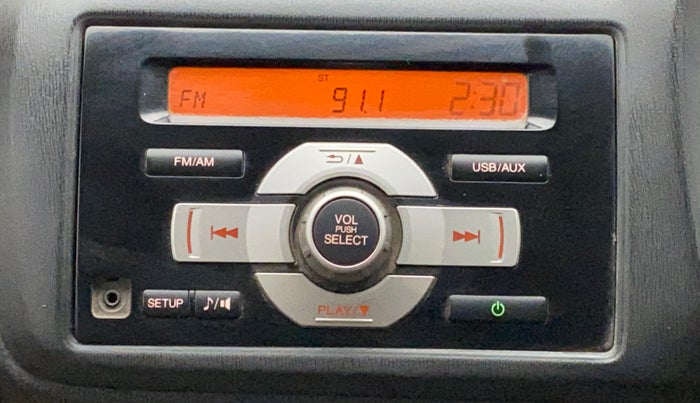 ST
FM 91.1 2:30
FM/AM
USB/AUX
VOL
PUSH
SELECT
SETUP
PLAY/